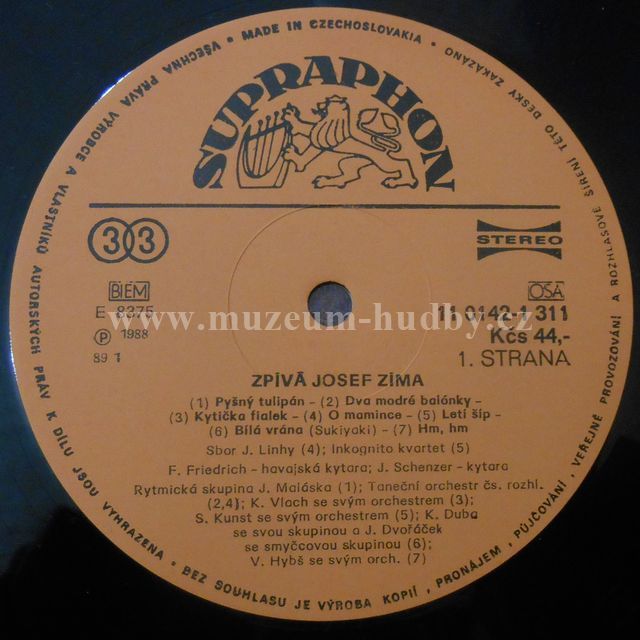 VŠECHNA PRÁVA VÝROBCE A VLASTNÍKŮ AUTORSKÝCH PRÁV K DÍLU JSOU VYHRAZENA • BEZ SOUHLASU JE VÝROBA KOPIÍ, PRONÁJEM, PŮJČOVÁNÍ, VEŘEJNÉ PROVOZOVÁNÍ A ROZHLASOVÉ ŠÍŘENÍ TÉTO DESKY ZAKÁZÁNO • MADE IN CZECHOSLOVAKIA •
SUPRAPHON
33
STEREO
BIEM
OSA
E 8375
11 0142-1 311
www.muzeum-hudby.cz
Ⓟ 1988
Kčs 44,-
89 1
1. STRANA
ZPÍVÁ JOSEF ZÍMA
(1) Pyšný tulipán – (2) Dva modré balónky –
(3) Kytička fialek – (4) O mamince – (5) Letí šíp –
(6) Bílá vrána (Sukiyaki) – (7) Hm, hm
Sbor J. Linhy (4); Inkognito kvartet (5)
F. Friedrich – havajská kytara; J. Schenzer – kytara
Rytmická skupina J. Maláska (1); Taneční orchestr čs. rozhl.
(2,4); K. Vlach se svým orchestrem (3);
S. Kunst se svým orchestrem (5); K. Duba
se svou skupinou a J. Dvořáček
se smyčcovou skupinou (6);
V. Hybš se svým orch. (7)